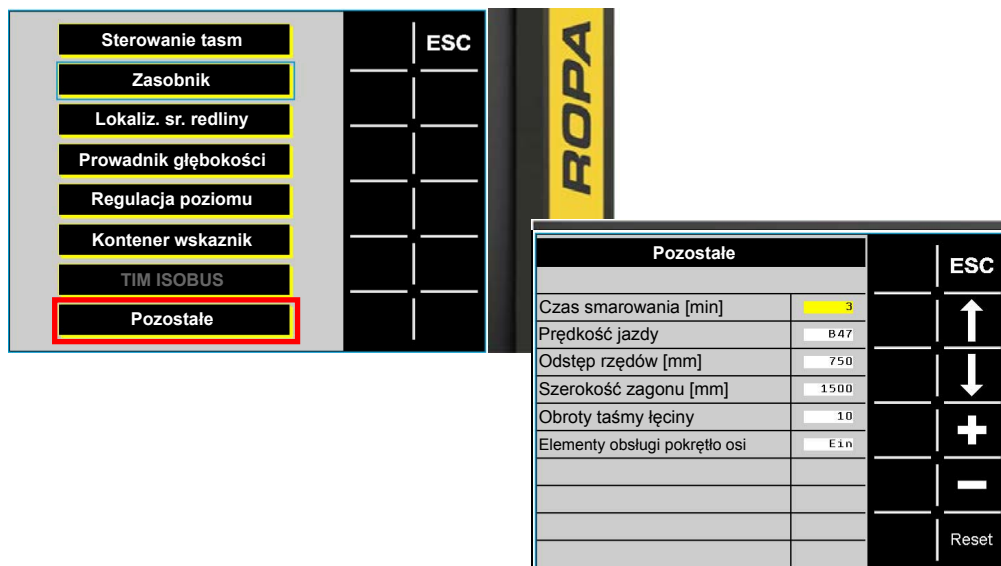 Sterowanie tasm
ESC
Zasobnik
Lokaliz. sr. redliny
Prowadnik głębokości
Regulacja poziomu
Kontener wskaznik
TIM ISOBUS
Pozostałe
ROPA
Pozostałe
ESC
Czas smarowania [min] 3
Prędkość jazdy B47
Odstęp rzędów [mm] 750
Szerokość zagonu [mm] 1500
Obroty taśmy łęciny 10
Elementy obsługi pokrętło osi Ein
Reset